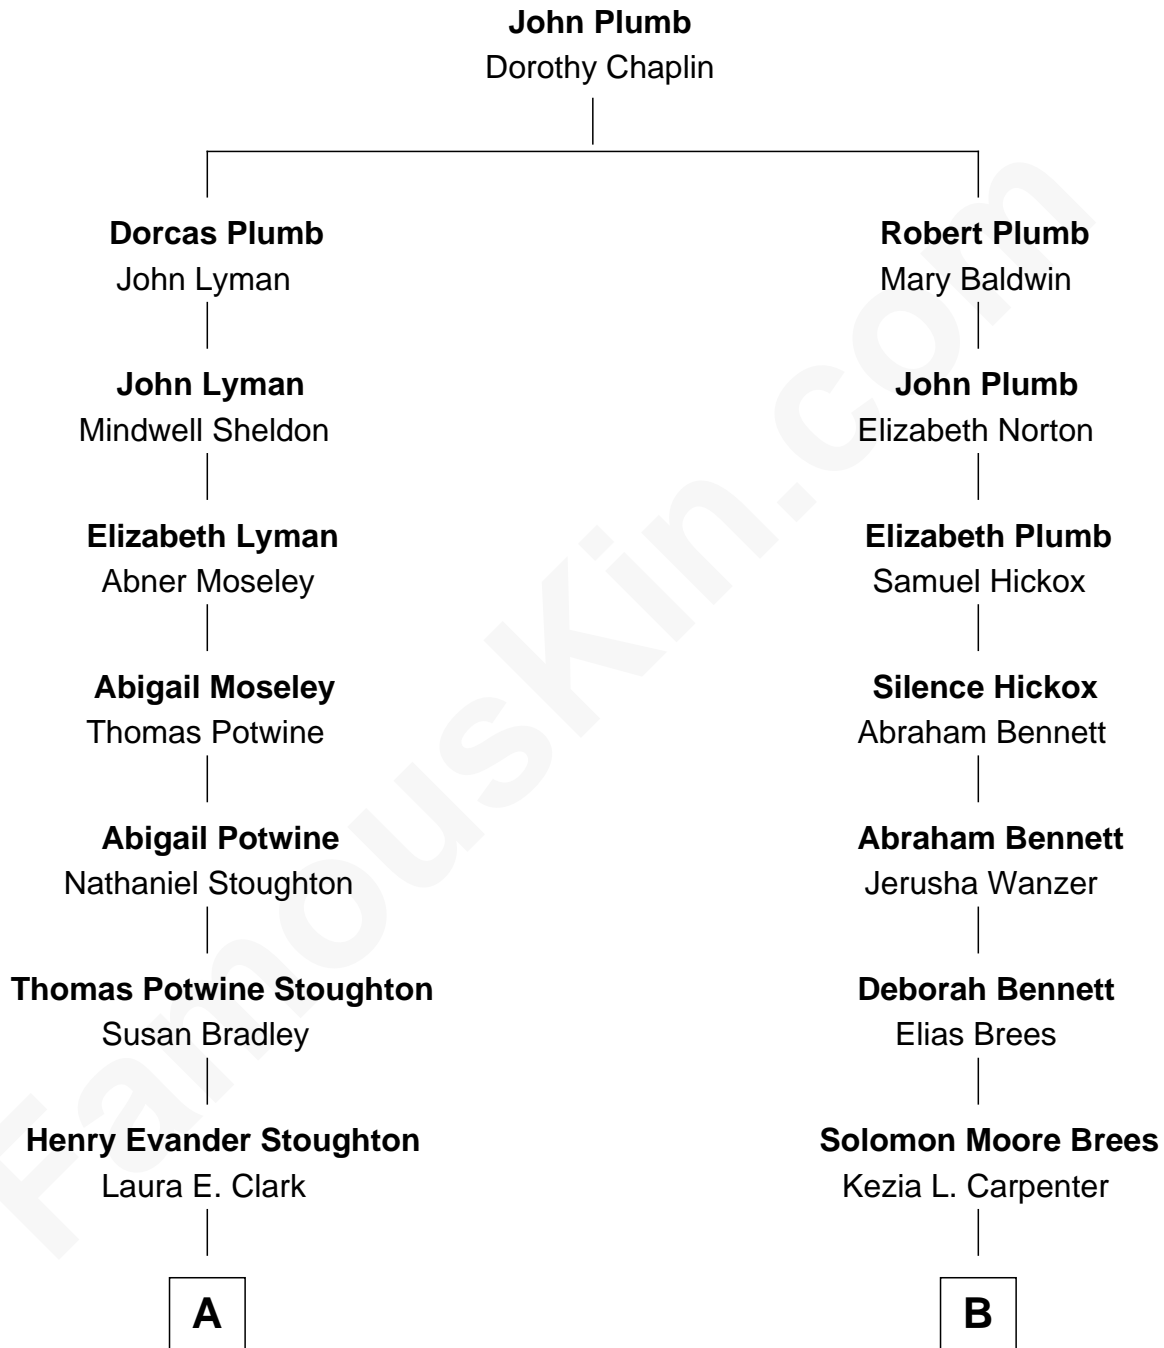 John Plumb
Dorothy Chaplin
Dorcas Plumb
John Lyman
Robert Plumb
Mary Baldwin
John Lyman
Mindwell Sheldon
John Plumb
Elizabeth Norton
Elizabeth Lyman
Abner Moseley
Elizabeth Plumb
Samuel Hickox
Abigail Moseley
Thomas Potwine
Silence Hickox
Abraham Bennett
Abigail Potwine
Nathaniel Stoughton
Abraham Bennett
Jerusha Wanzer
Thomas Potwine Stoughton
Susan Bradley
Deborah Bennett
Elias Brees
Henry Evander Stoughton
Laura E. Clark
Solomon Moore Brees
Kezia L. Carpenter
A
B
FamousKin.com